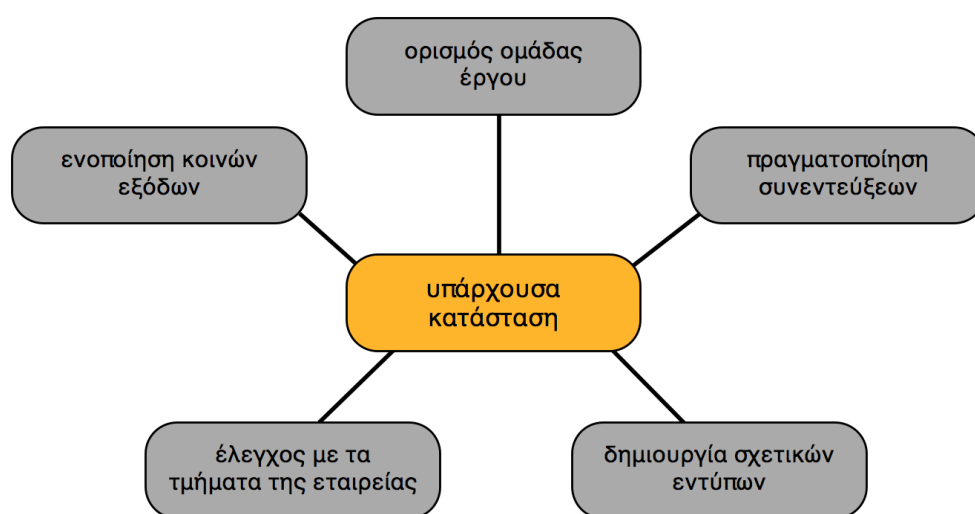 ορισμός ομάδας
έργου
ενοποίηση κοινών
εξόδων
πραγματοποίηση
συνεντεύξεων
υπάρχουσα
κατάσταση
έλεγχος με τα
τμήματα της εταιρείας
δημιουργία σχετικών
εντύπων